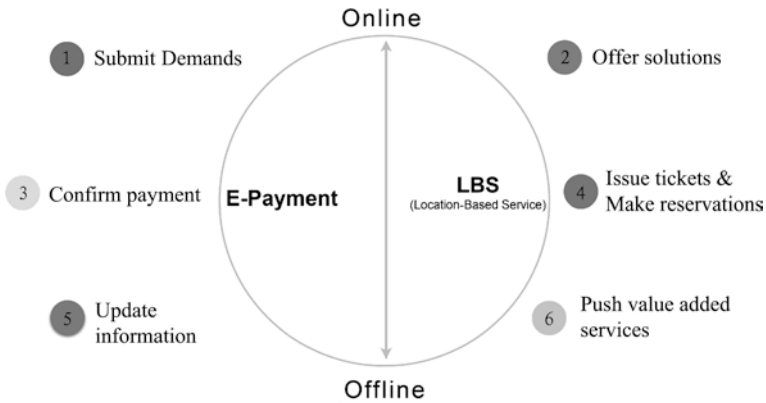 Online
1 Submit Demands
2 Offer solutions
3 Confirm payment
E-Payment
LBS
(Location-Based Service)
4 Issue tickets &
Make reservations
5 Update
information
6 Push value added
services
Offline